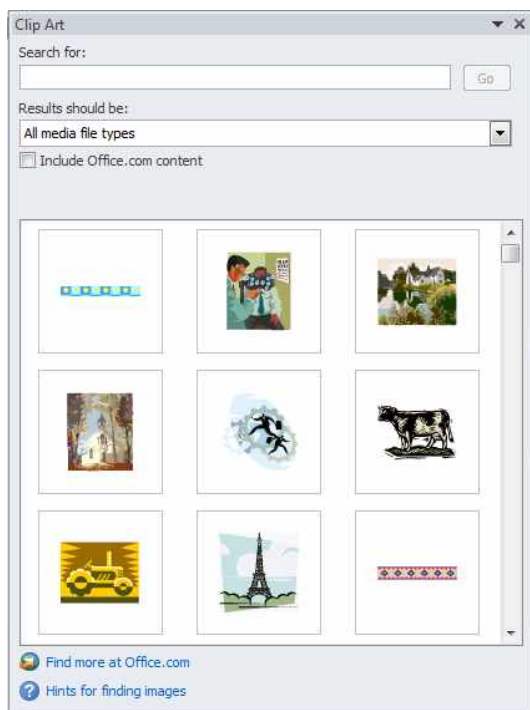 Clip Art
Search for:
Go
Results should be:
All media file types
Include Office.com content
Find more at Office.com
Hints for finding images